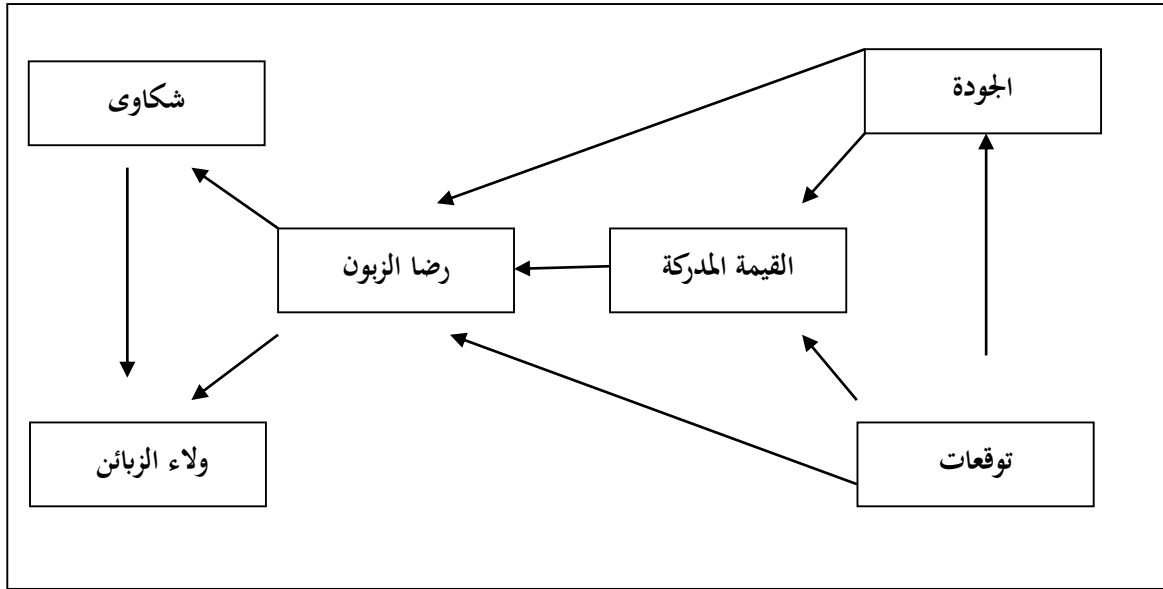 الجودة
شكاوى
القيمة المدركة
رضا الزبون
توقعات
ولاء الزبائن